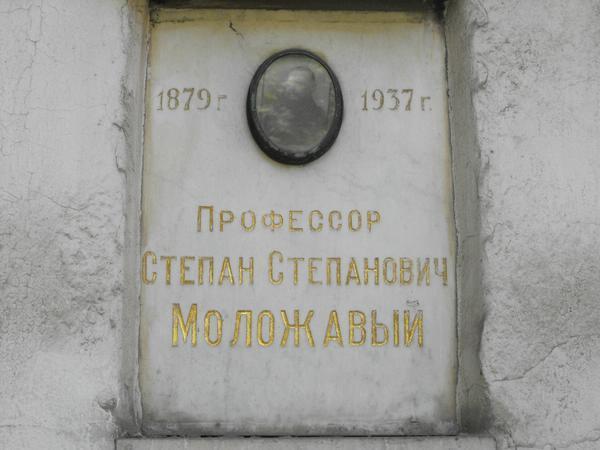 1879 г. 1937 г.
Профессор
Степан Степанович
Моложавый